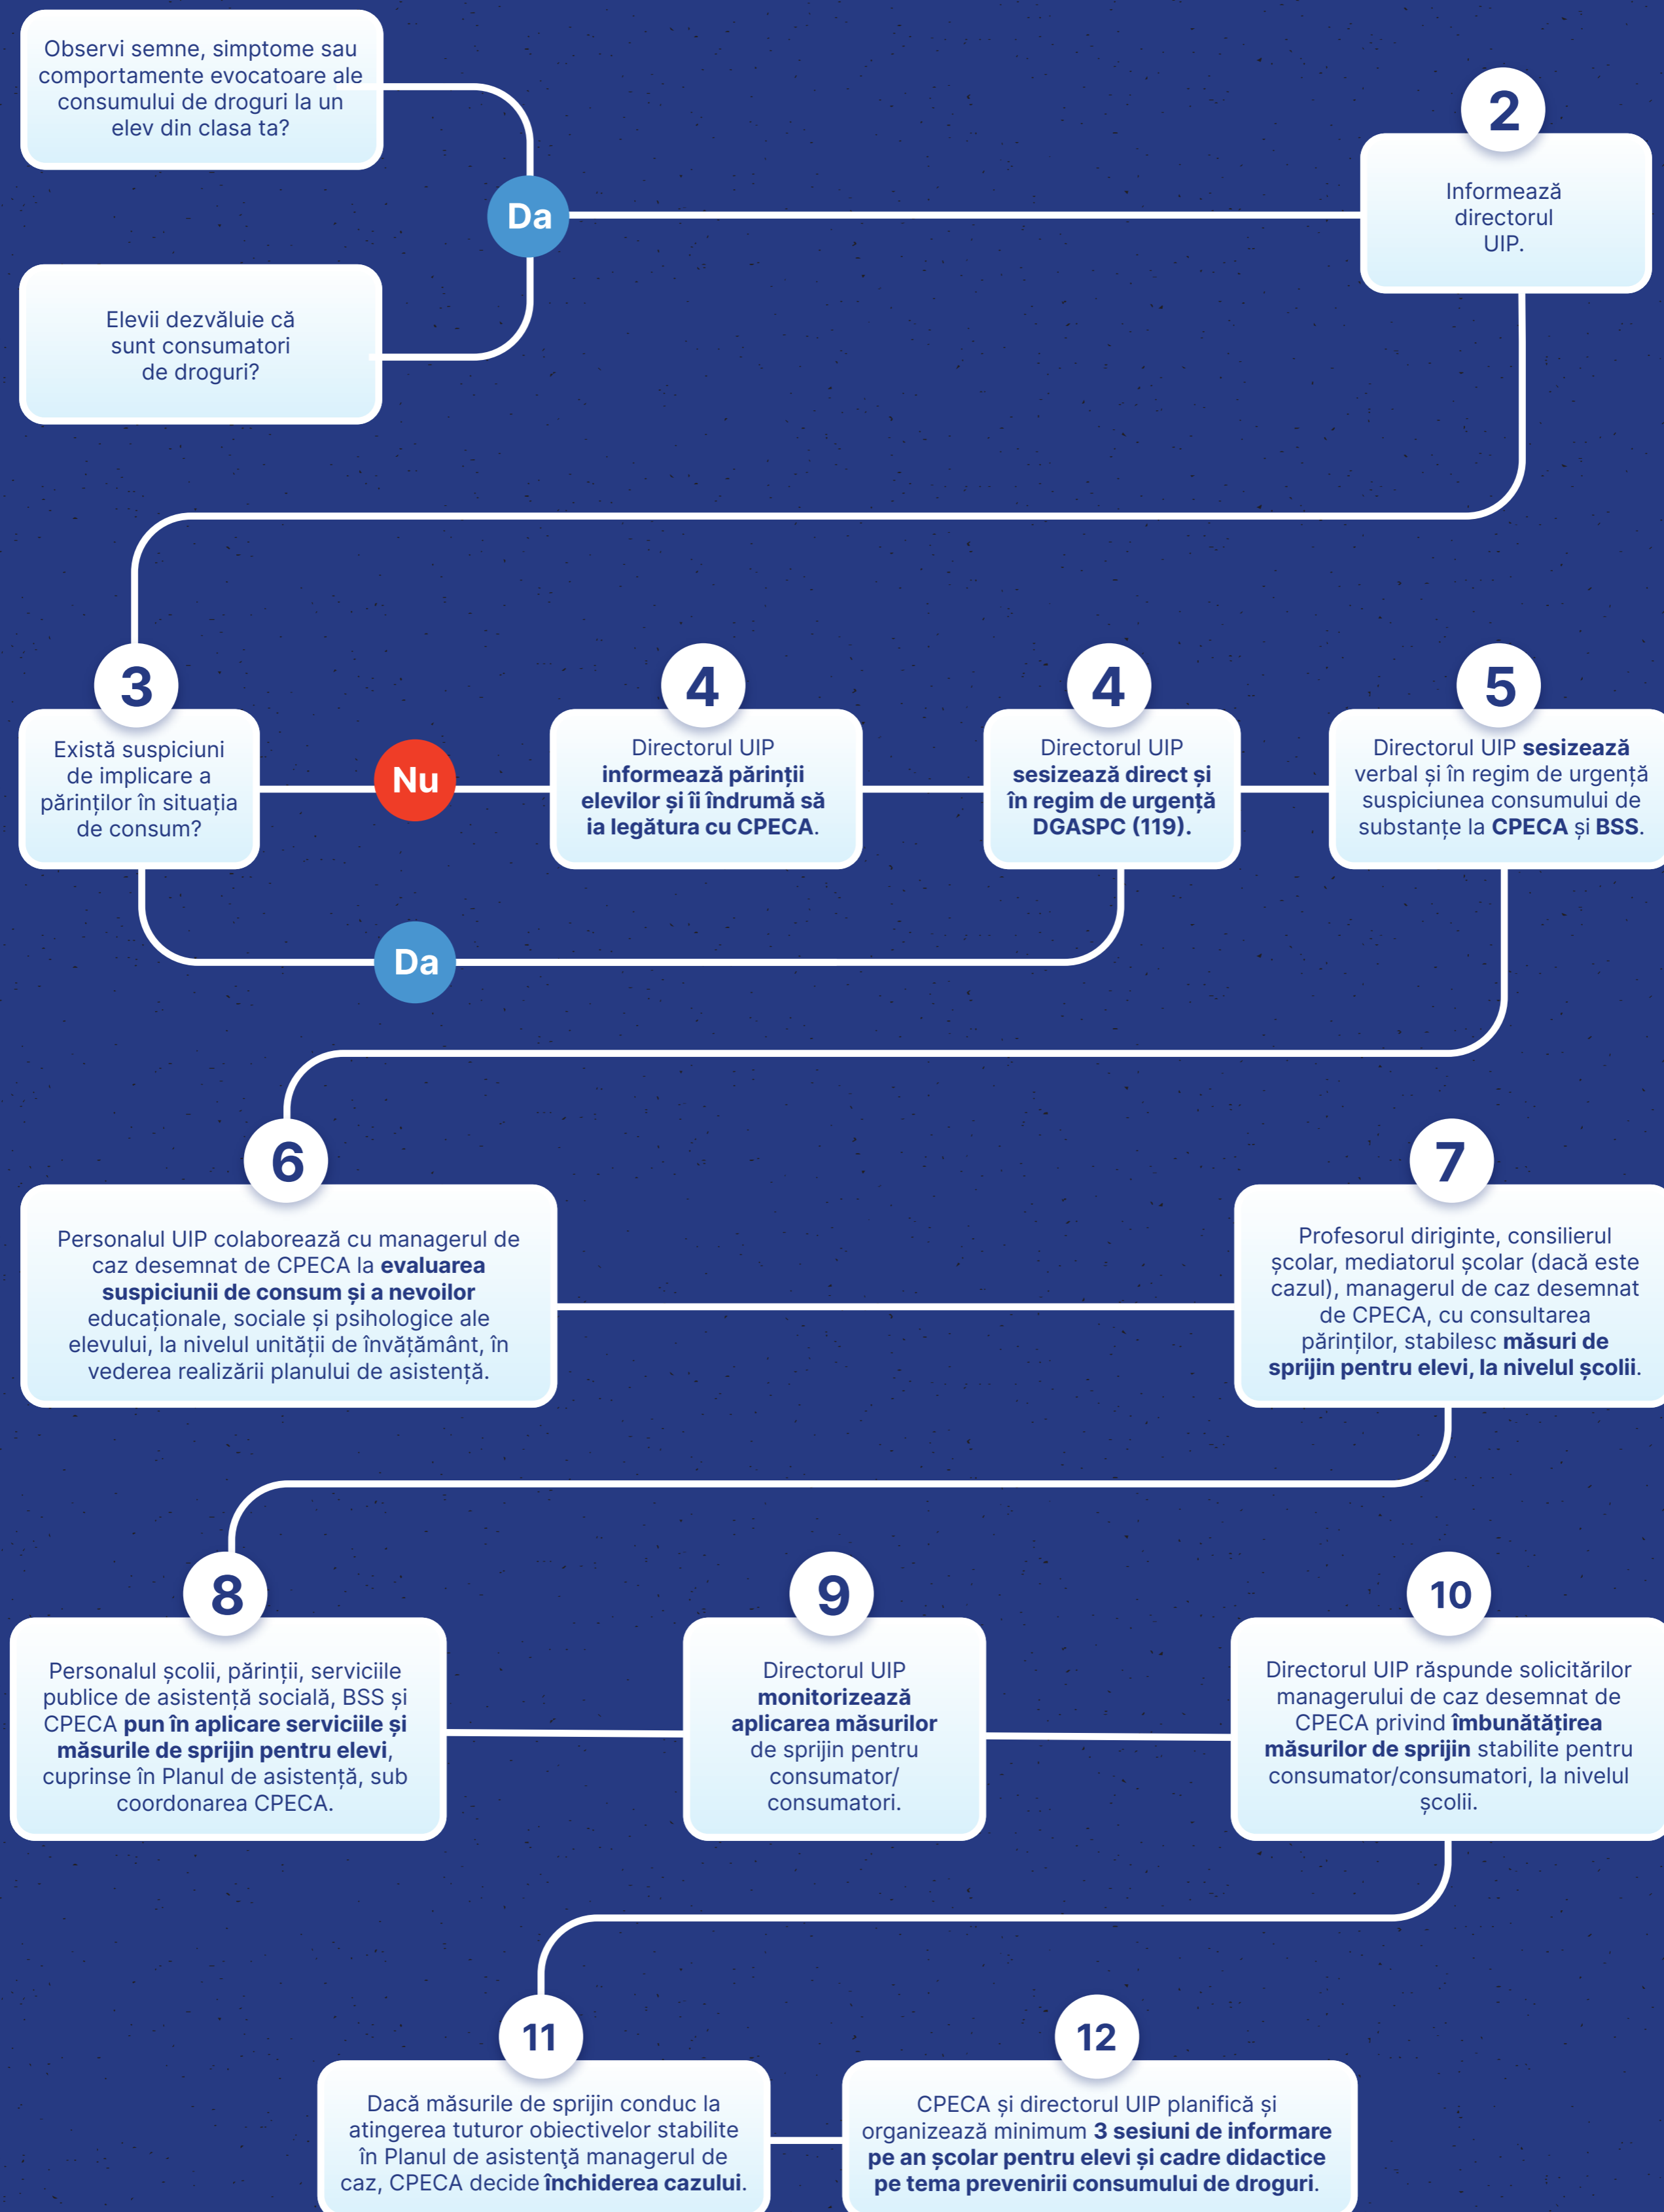 Observi semne, simptome sau
comportamente evocatoare ale
consumului de droguri la un
elev din clasa ta?
Da
Elevii dezvăluie că
sunt consumatori
de droguri?
2
Informează
directorul
UIP.
3
Există suspiciuni
de implicare a
părinților în situația
de consum?
Nu
Da
4
Directorul UIP
informează părinții
elevilor și îi îndrumă să
ia legătura cu CPECA.
4
Directorul UIP
sesizează direct și
în regim de urgență
DGASPC (119).
5
Directorul UIP sesizează
verbal și în regim de urgență
suspiciunea consumului de
substanțe la CPECA și BSS.
6
Personalul UIP colaborează cu managerul de
caz desemnat de CPECA la evaluarea
suspiciunii de consum și a nevoilor
educaționale, sociale și psihologice ale
elevului, la nivelul unității de învățământ, în
vederea realizării planului de asistență.
7
Profesorul diriginte, consilierul
școlar, mediatorul școlar (dacă este
cazul), managerul de caz desemnat
de CPECA, cu consultarea
părinților, stabilesc măsuri de
sprijin pentru elevi, la nivelul școlii.
8
Personalul școlii, părinții, serviciile
publice de asistență socială, BSS și
CPECA pun în aplicare serviciile și
măsurile de sprijin pentru elevi,
cuprinse în Planul de asistență, sub
coordonarea CPECA.
9
Directorul UIP
monitorizează
aplicarea măsurilor
de sprijin pentru
consumator/
consumatori.
10
Directorul UIP răspunde solicitărilor
managerului de caz desemnat de
CPECA privind îmbunătățirea
măsurilor de sprijin stabilite pentru
consumator/consumatori, la nivelul
școlii.
11
Dacă măsurile de sprijin conduc la
atingerea tuturor obiectivelor stabilite
în Planul de asistenţă managerul de
caz, CPECA decide închiderea cazului.
12
CPECA și directorul UIP planifică și
organizează minimum 3 sesiuni de informare
pe an școlar pentru elevi și cadre didactice
pe tema prevenirii consumului de droguri.